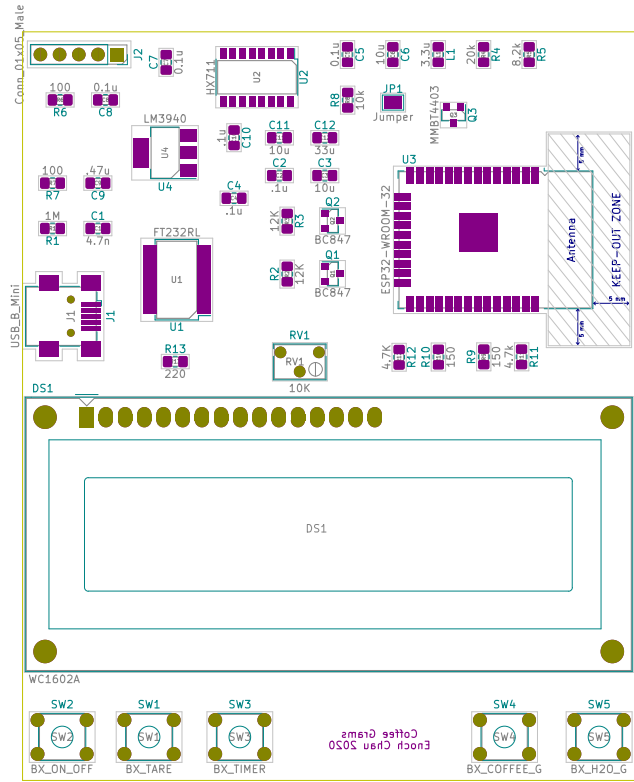 Conn_01x05_Male
J2
C7
0.1u
HX711
U2
U2
C5
0.1u
C6
10u
L1
3.3u
R4
20k
R5
8.2k
100
R6
0.1u
C8
R8
10k
JP1
Jumper
MMBT4403
Q3
LM3940
U4
U4
.1u
C10
C11
10u
C12
33u
5 mm
100
R7
.47u
C9
C2
.1u
C3
10u
C4
.1u
U3
ESP32-WROOM-32
Antenna
KEEP-OUT ZONE
5 mm
5 mm
1M
R1
C1
4.7n
FT232RL
U1
U1
12K
R3
Q2
BC847
R2
12K
Q1
BC847
USB_B_Mini
J1
J1
R13
220
RV1
RV1
10K
4.7K
R12
R10
150
R9
150
4.7k
R11
DS1
DS1
WC1602A
SW2
SW2
BX_ON_OFF
SW1
SW1
BX_TARE
SW3
SW3
BX_TIMER
Coffee Grams
Enoch Chau 2020
SW4
SW4
BX_COFFEE_G
SW5
SW5
BX_H2O_G